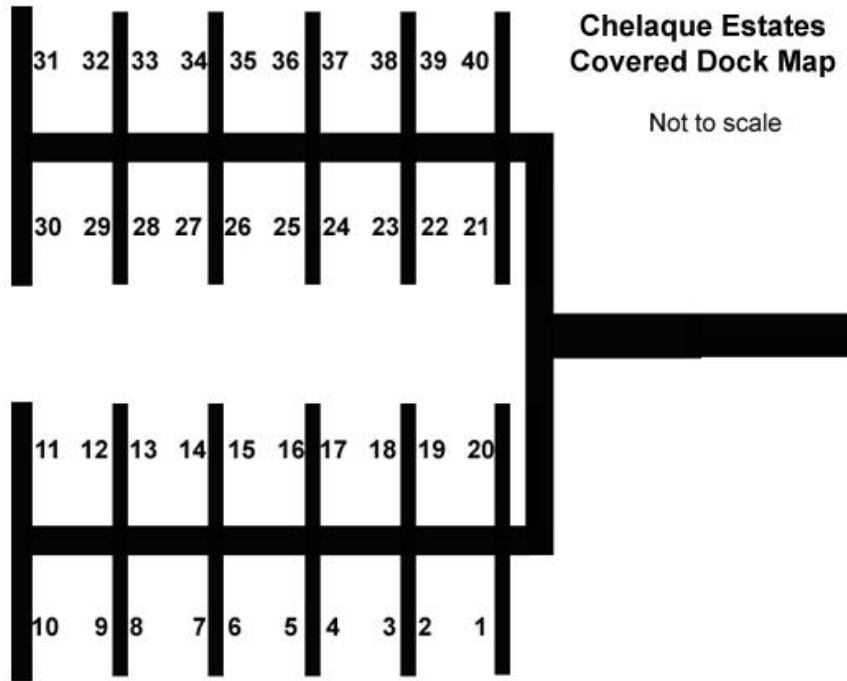 Chelaque Estates
Covered Dock Map
Not to scale
31 32 33 34 35 36 37 38 39 40
30 29 28 27 26 25 24 23 22 21
11 12 13 14 15 16 17 18 19 20
10 9 8 7 6 5 4 3 2 1